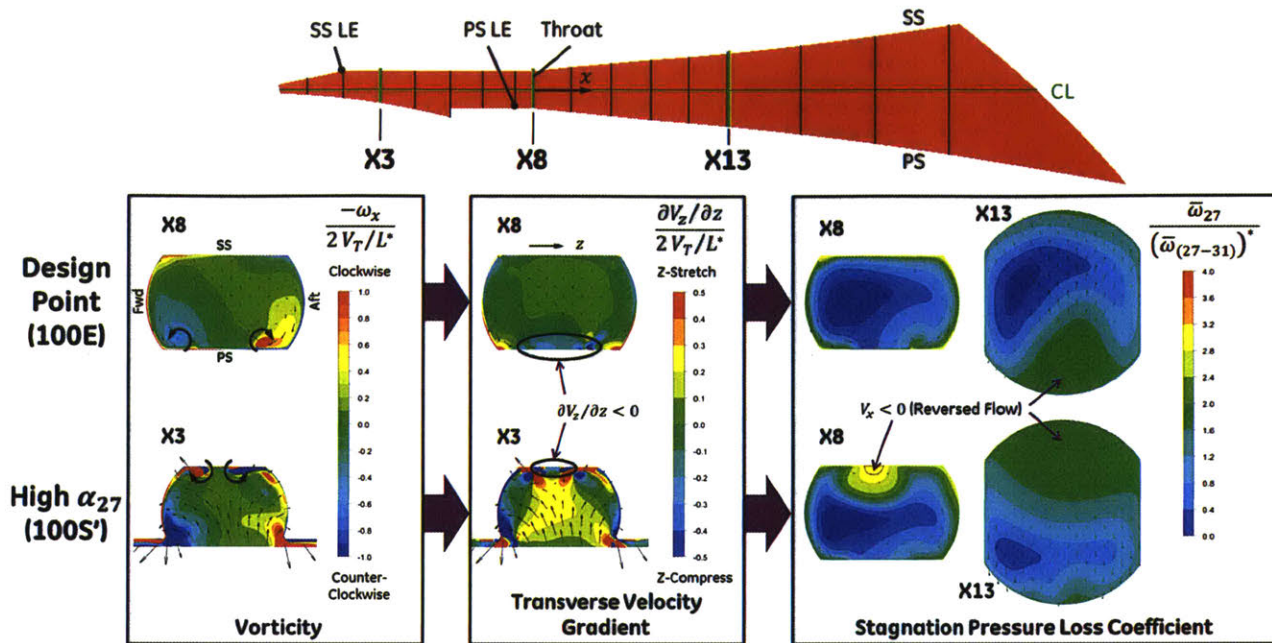 SS LE
PS LE
Throat
SS
x
CL
X3
X8
X13
PS
Design
Point
(100E)
High α₂₇
(100S′)
X8
−ωₓ
2 V_T/L*
SS
Clockwise
Fwd
Aft
PS
1.0
0.8
0.6
0.4
0.2
0.0
-0.2
-0.4
-0.6
-0.8
-1.0
X3
Counter-
Clockwise
Vorticity
X8
z
∂V_z/∂z
2 V_T/L*
Z-Stretch
0.5
0.4
0.3
0.2
0.1
0.0
-0.1
-0.2
-0.3
-0.4
-0.5
∂V_z/∂z < 0
X3
Z-Compress
Transverse Velocity
Gradient
X8
X13
ω̅₂₇
(ω̅₍₂₇₋₃₁₎)*
4.0
3.6
3.2
2.8
2.4
2.0
1.6
1.2
0.8
0.4
0.0
Vₓ < 0 (Reversed Flow)
X8
X13
Stagnation Pressure Loss Coefficient